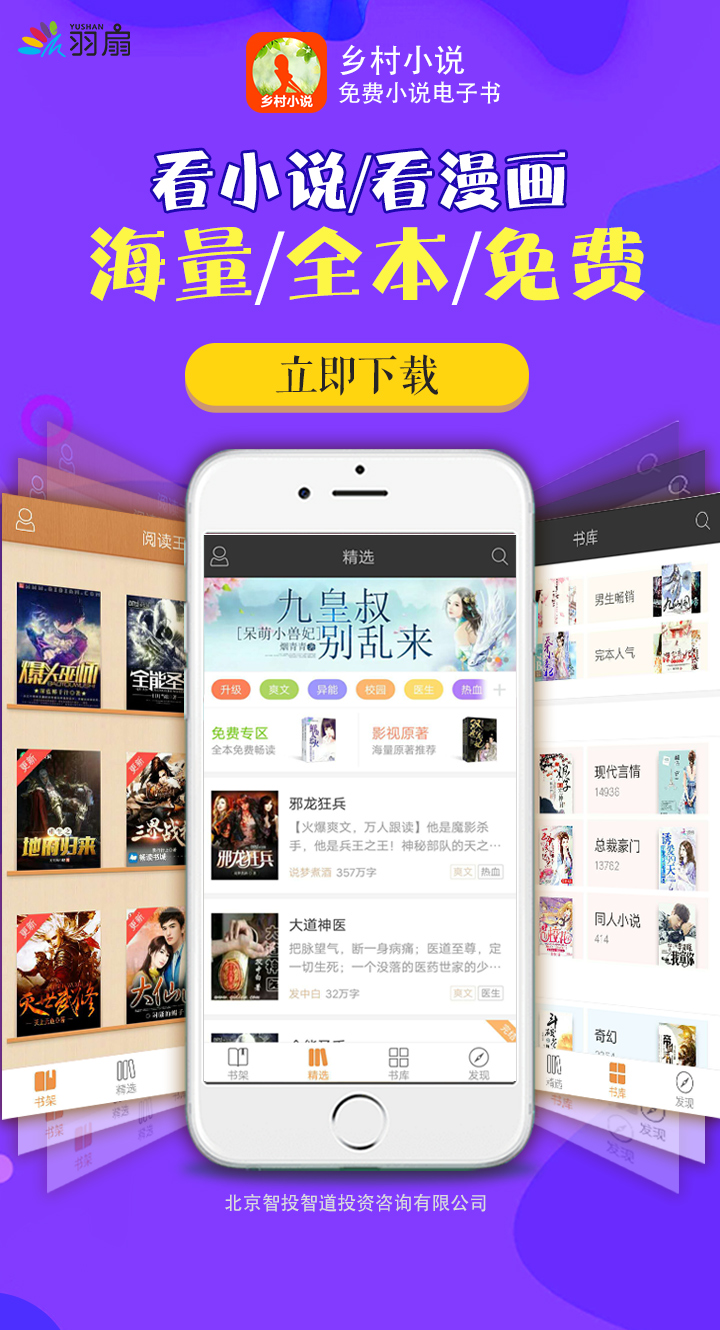 YUSHAN
羽扇
乡村小说
乡村小说
免费小说电子书
看小说/看漫画
海量/全本/免费
立即下载
阅读王
爆头巫师
全能圣
更新
地府归来
更新
三界战
畅读书城
更新
灭世武修
更新
大仙
书架
精选
精选
九皇叔
[呆萌小兽妃]
别乱来
烟青青
升级
爽文
异能
校园
医生
热血
免费专区
全本免费畅读
影视原著
海量原著推荐
邪龙狂兵
邪龙狂兵
【火爆爽文，万人跟读】他是魔影杀
手，他是兵王之王！神秘部队的天之…
说梦煮酒 357万字
爽文 热血
大道神医
把脉望气，断一身病痛；医道至尊，定
一切生死；一个没落的医药世家的少…
发中白 32万字
爽文 医生
书架
精选
书库
发现
书库
男生畅销
完本人气
现代言情
14936
总裁豪门
13762
同人小说
414
奇幻
精选
书库
发现
北京智投智道投资咨询有限公司